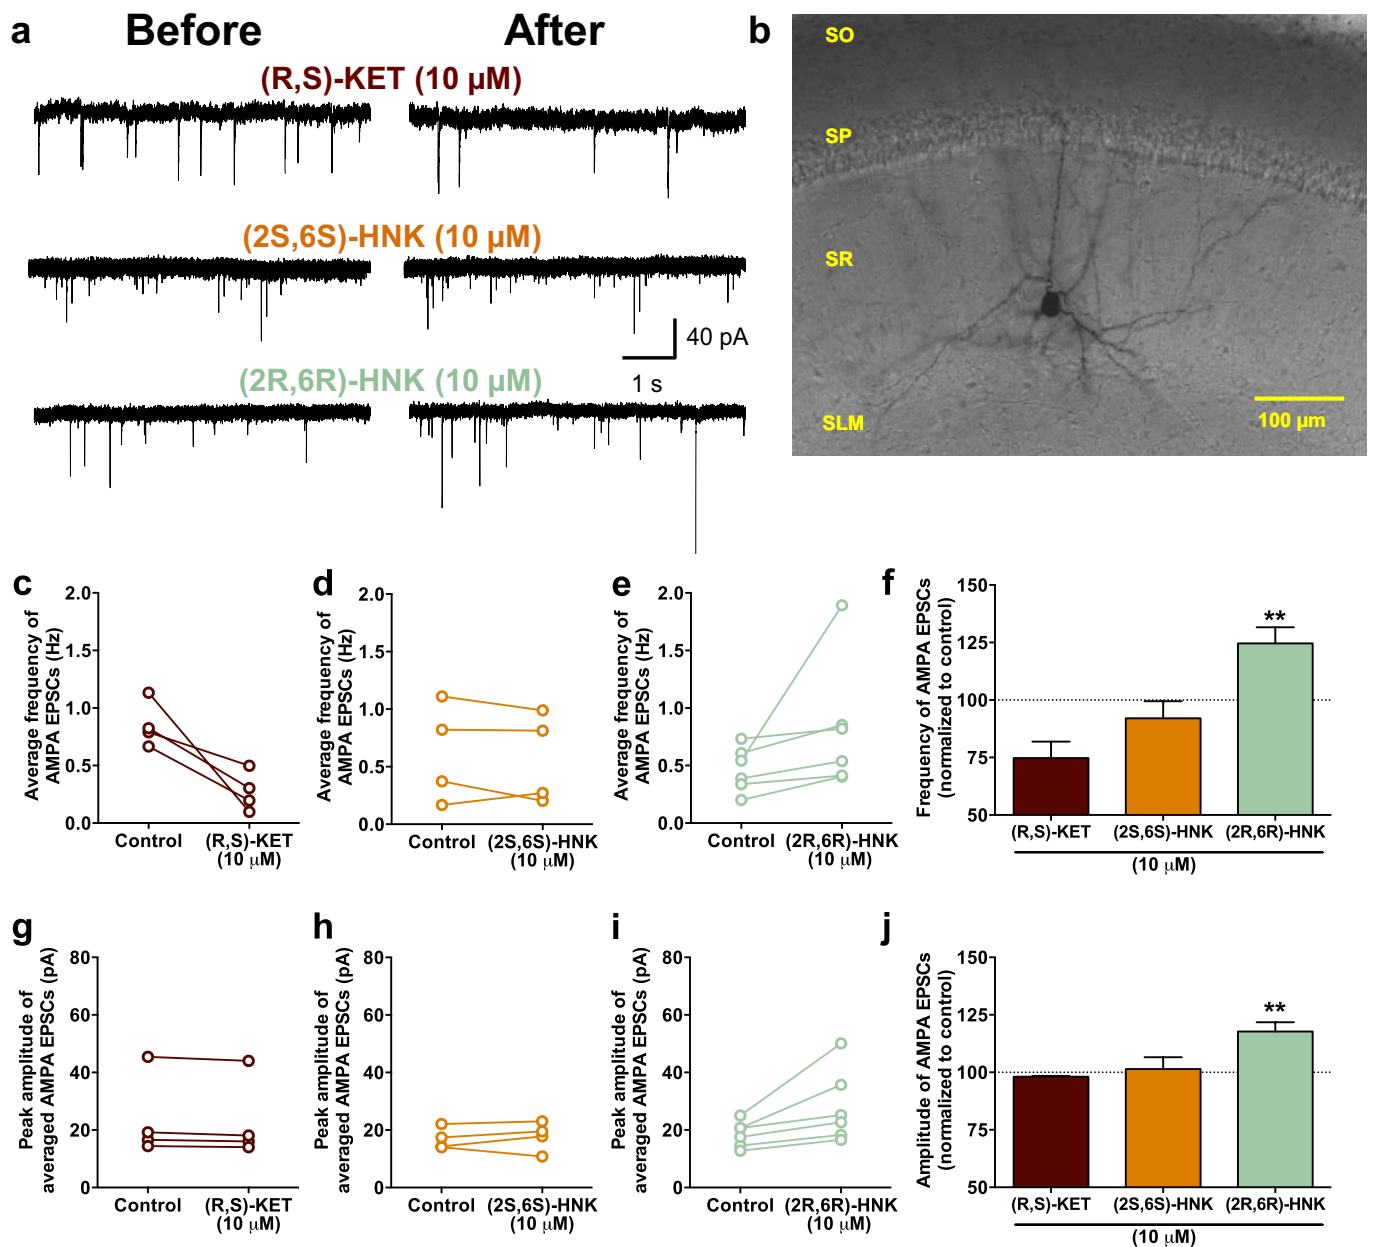 a
Before
After
(R,S)-KET (10 µM)
(2S,6S)-HNK (10 µM)
40 pA
1 s
(2R,6R)-HNK (10 µM)
b
SO
SP
SR
SLM
100 µm
c
Average frequency of
AMPA EPSCs (Hz)
2.0
1.5
1.0
0.5
0.0
Control
(R,S)-KET
(10 µM)
d
Average frequency of
AMPA EPSCs (Hz)
2.0
1.5
1.0
0.5
0.0
Control
(2S,6S)-HNK
(10 µM)
e
Average frequency of
AMPA EPSCs (Hz)
2.0
1.5
1.0
0.5
0.0
Control
(2R,6R)-HNK
(10 µM)
f
Frequency of AMPA EPSCs
(normalized to control)
150
125
100
75
50
**
(R,S)-KET
(2S,6S)-HNK
(2R,6R)-HNK
(10 µM)
g
Peak amplitude of
averaged AMPA EPSCs (pA)
80
60
40
20
0
Control
(R,S)-KET
(10 µM)
h
Peak amplitude of
averaged AMPA EPSCs (pA)
80
60
40
20
0
Control
(2S,6S)-HNK
(10 µM)
i
Peak amplitude of
averaged AMPA EPSCs (pA)
80
60
40
20
0
Control
(2R,6R)-HNK
(10 µM)
j
Amplitude of AMPA EPSCs
(normalized to control)
150
125
100
75
50
**
(R,S)-KET
(2S,6S)-HNK
(2R,6R)-HNK
(10 µM)